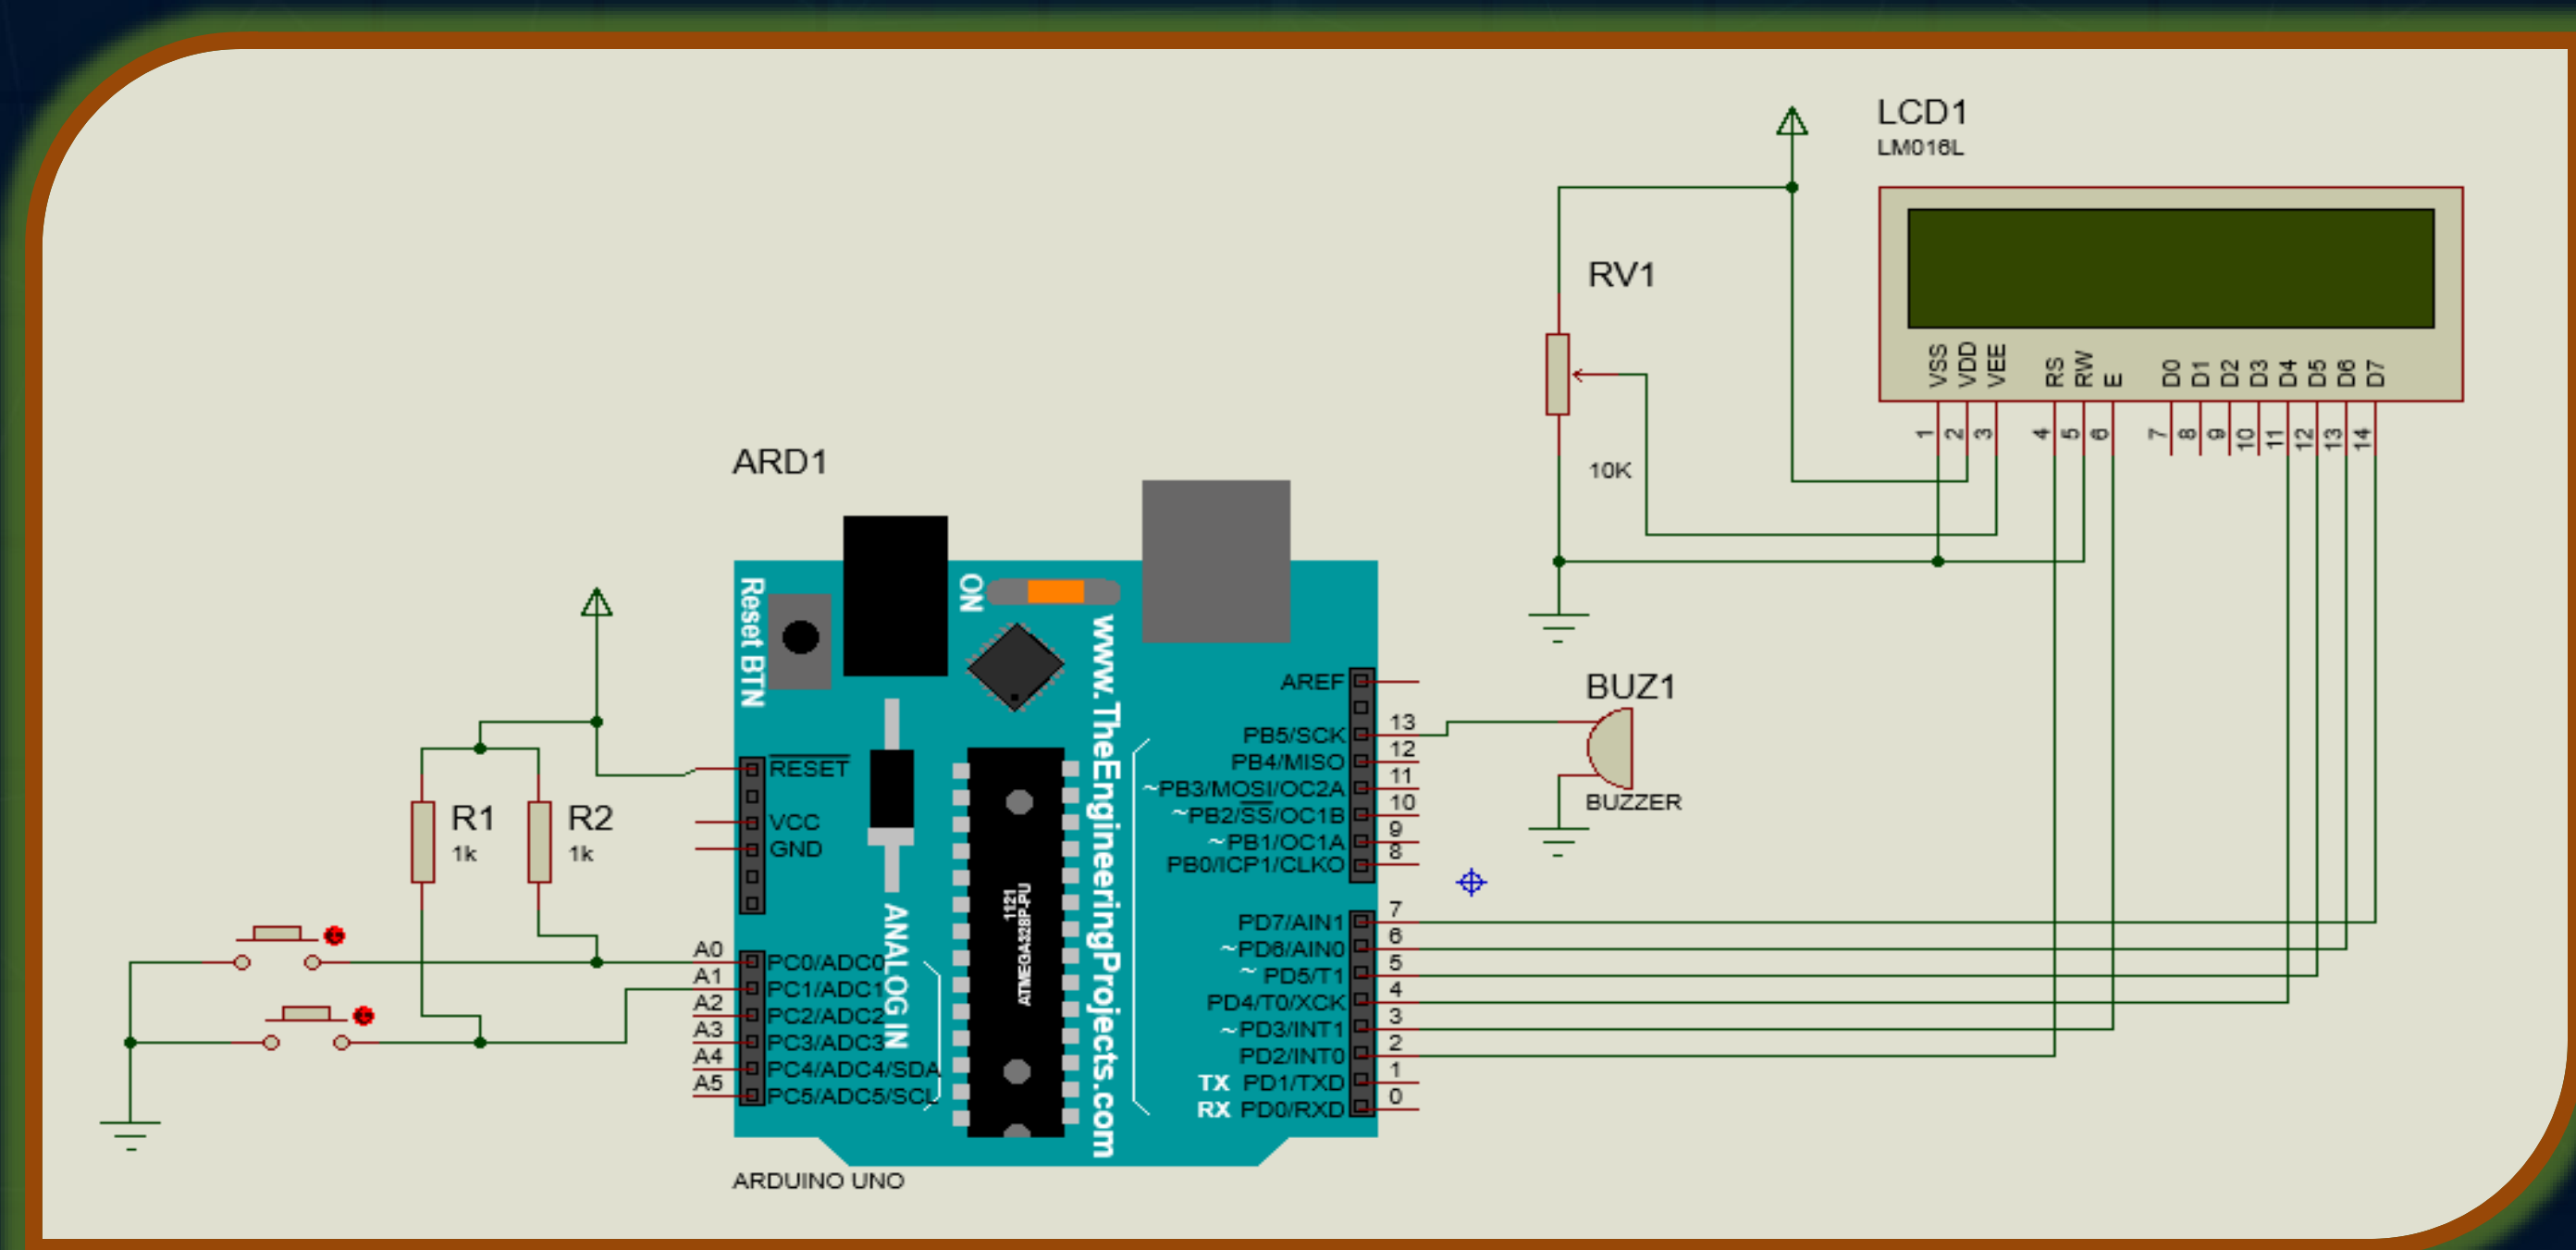 LCD1
LM016L
RV1
10K
VSS
VDD
VEE
RS
RW
E
D0
D1
D2
D3
D4
D5
D6
D7
1
2
3
4
5
6
7
8
9
10
11
12
13
14
ARD1
Reset BTN
ON
www.TheEngineeringProjects.com
RESET
VCC
GND
AREF
PB5/SCK 13
PB4/MISO 12
~PB3/MOSI/OC2A 11
~PB2/SS/OC1B 10
~PB1/OC1A 9
PB0/ICP1/CLKO 8
BUZ1
BUZZER
R1
1k
R2
1k
1121
ATMEGA328P-PU
ANALOG IN
A0 PC0/ADC0
A1 PC1/ADC1
A2 PC2/ADC2
A3 PC3/ADC3
A4 PC4/ADC4/SDA
A5 PC5/ADC5/SCL
PD7/AIN1 7
~PD6/AIN0 6
~ PD5/T1 5
PD4/T0/XCK 4
~PD3/INT1 3
PD2/INT0 2
TX PD1/TXD 1
RX PD0/RXD 0
ARDUINO UNO